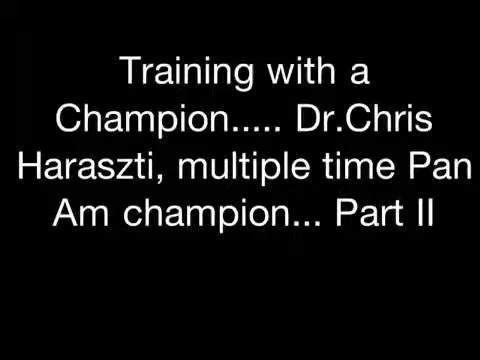 Training with a
Champion..... Dr.Chris
Haraszti, multiple time Pan
Am champion... Part II